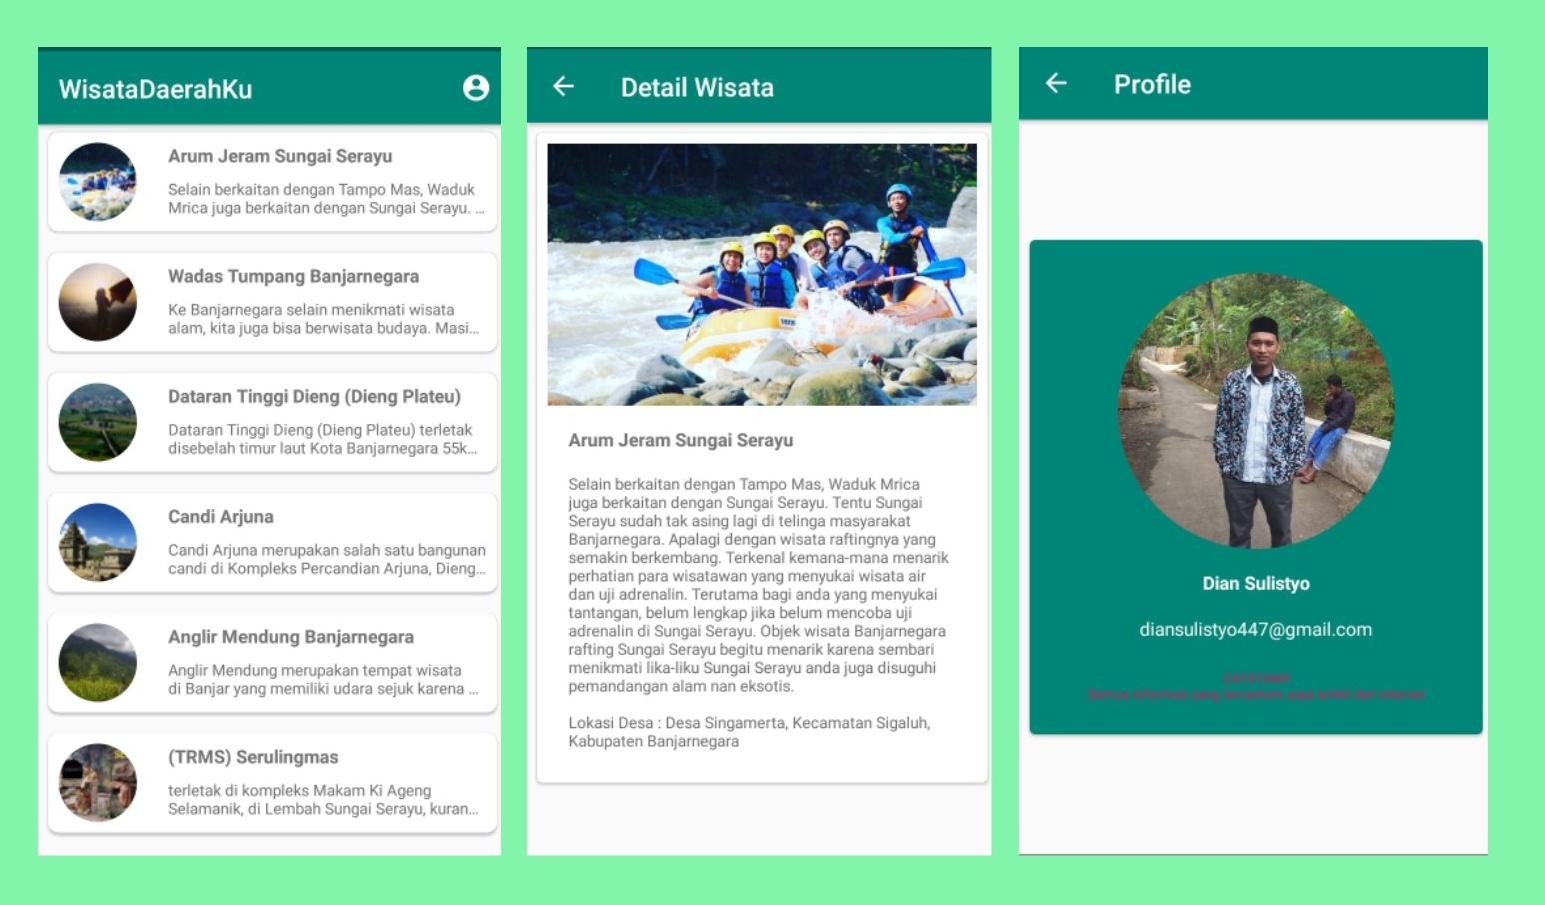 WisataDaerahKu
Arum Jeram Sungai Serayu
Selain berkaitan dengan Tampo Mas, Waduk
Mrica juga berkaitan dengan Sungai Serayu. ...
Wadas Tumpang Banjarnegara
Ke Banjarnegara selain menikmati wisata
alam, kita juga bisa berwisata budaya. Masi...
Dataran Tinggi Dieng (Dieng Plateu)
Dataran Tinggi Dieng (Dieng Plateu) terletak
disebelah timur laut Kota Banjarnegara 55k...
Candi Arjuna
Candi Arjuna merupakan salah satu bangunan
candi di Kompleks Percandian Arjuna, Dieng...
Anglir Mendung Banjarnegara
Anglir Mendung merupakan tempat wisata
di Banjar yang memiliki udara sejuk karena ...
(TRMS) Serulingmas
terletak di kompleks Makam Ki Ageng
Selamanik, di Lembah Sungai Serayu, kuran...
Detail Wisata
Arum Jeram Sungai Serayu
Selain berkaitan dengan Tampo Mas, Waduk Mrica
juga berkaitan dengan Sungai Serayu. Tentu Sungai
Serayu sudah tak asing lagi di telinga masyarakat
Banjarnegara. Apalagi dengan wisata raftingnya yang
semakin berkembang. Terkenal kemana-mana menarik
perhatian para wisatawan yang menyukai wisata air
dan uji adrenalin. Terutama bagi anda yang menyukai
tantangan, belum lengkap jika belum mencoba uji
adrenalin di Sungai Serayu. Objek wisata Banjarnegara
rafting Sungai Serayu begitu menarik karena sembari
menikmati lika-liku Sungai Serayu anda juga disuguhi
pemandangan alam nan eksotis.
Lokasi Desa : Desa Singamerta, Kecamatan Sigaluh,
Kabupaten Banjarnegara
Profile
Dian Sulistyo
diansulistyo447@gmail.com
CATATAN!!!
Semua informasi yang tercantum saya ambil dari internet